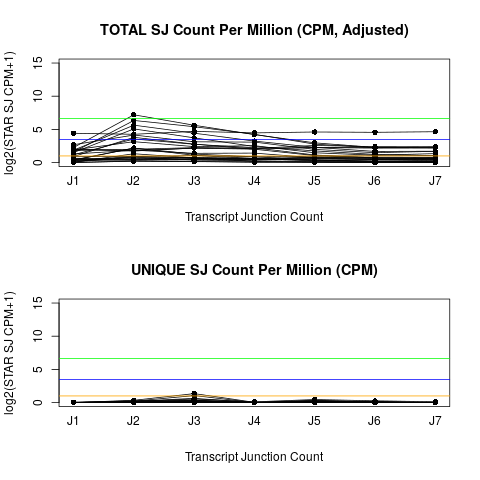 TOTAL SJ Count Per Million (CPM, Adjusted)
log2(STAR SJ CPM+1)
15
10
5
0
J1 J2 J3 J4 J5 J6 J7
Transcript Junction Count
UNIQUE SJ Count Per Million (CPM)
log2(STAR SJ CPM+1)
15
10
5
0
J1 J2 J3 J4 J5 J6 J7
Transcript Junction Count